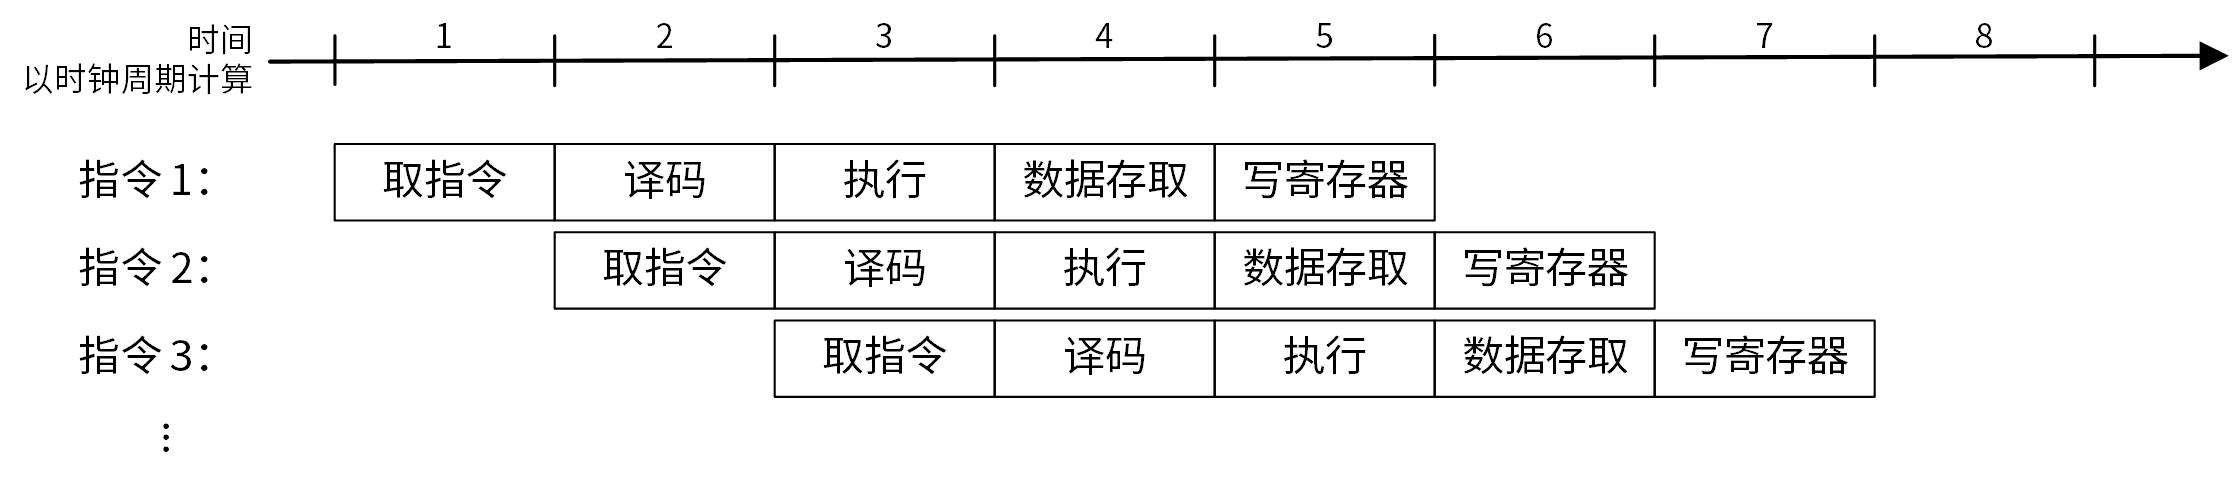 时间 1 2 3 4 5 6 7 8
以时钟周期计算
指令 1： 取指令 译码 执行 数据存取 写寄存器
指令 2： 取指令 译码 执行 数据存取 写寄存器
指令 3： 取指令 译码 执行 数据存取 写寄存器
⋮